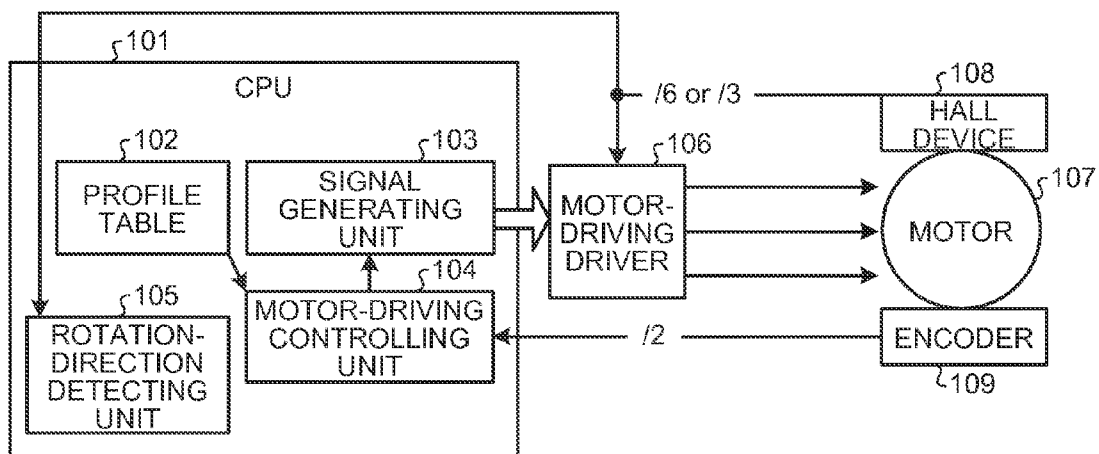 101
CPU
/6 or /3
108
HALL
DEVICE
102
PROFILE
TABLE
103
SIGNAL
GENERATING
UNIT
106
MOTOR-
DRIVING
DRIVER
107
MOTOR
104
MOTOR-DRIVING
CONTROLLING
UNIT
105
ROTATION-
DIRECTION
DETECTING
UNIT
/2
ENCODER
109